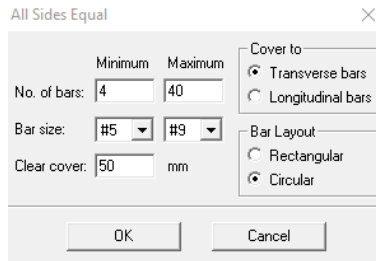 All Sides Equal
Minimum Maximum
No. of bars: 4 40
Bar size: #5 #9
Clear cover: 50 mm
Cover to
Transverse bars
Longitudinal bars
Bar Layout
Rectangular
Circular
OK Cancel